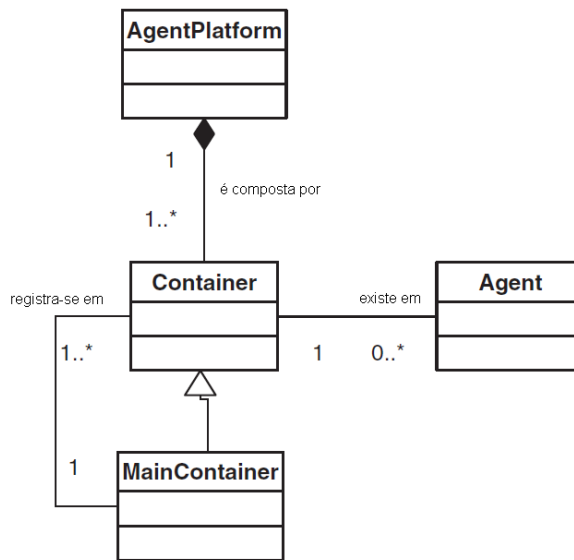 AgentPlatform
1
é composta por
1..*
Container
Agent
registra-se em
existe em
1..*
1
0..*
1
MainContainer